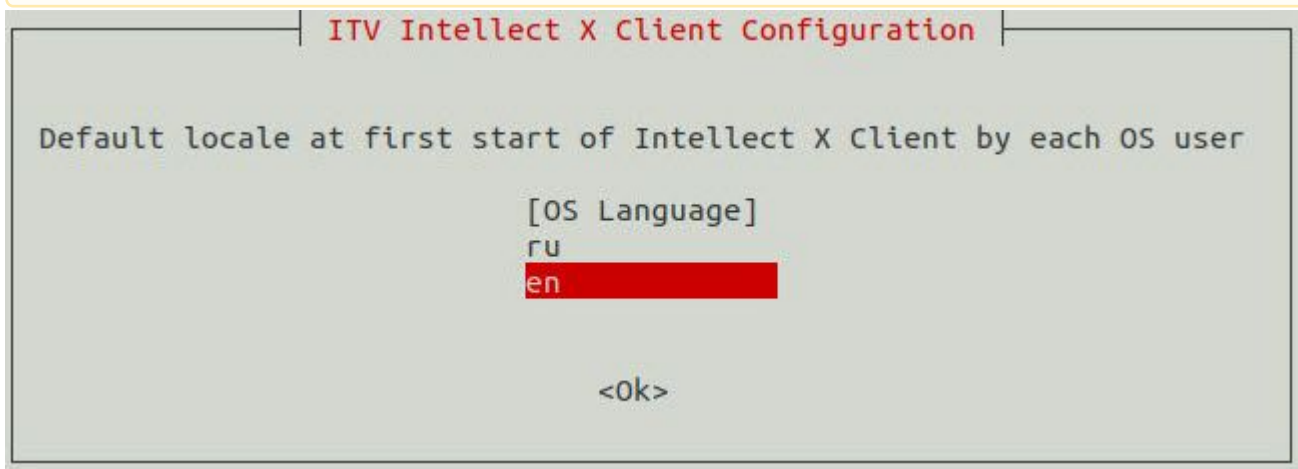 ITV Intellect X Client Configuration
Default locale at first start of Intellect X Client by each OS user
[OS Language]
ru
en
<Ok>